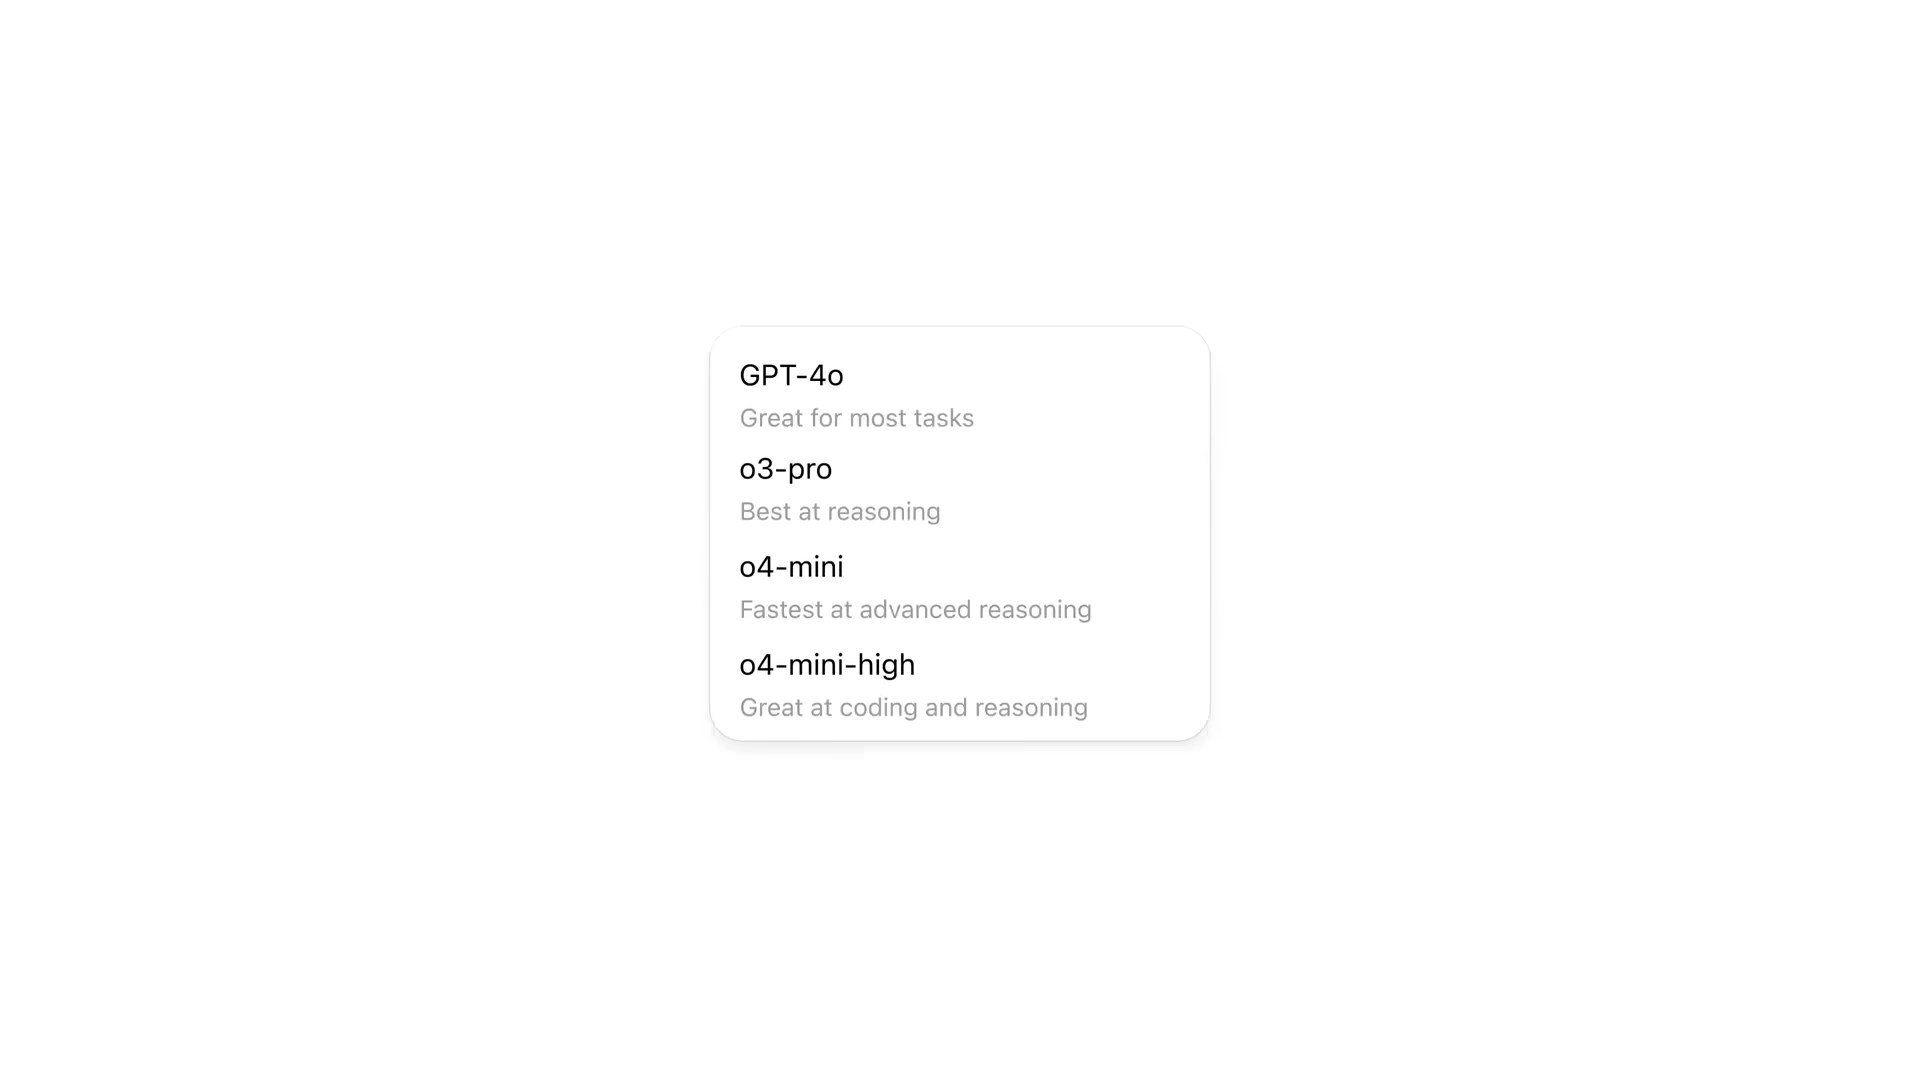 GPT-4o
Great for most tasks
o3-pro
Best at reasoning
o4-mini
Fastest at advanced reasoning
o4-mini-high
Great at coding and reasoning